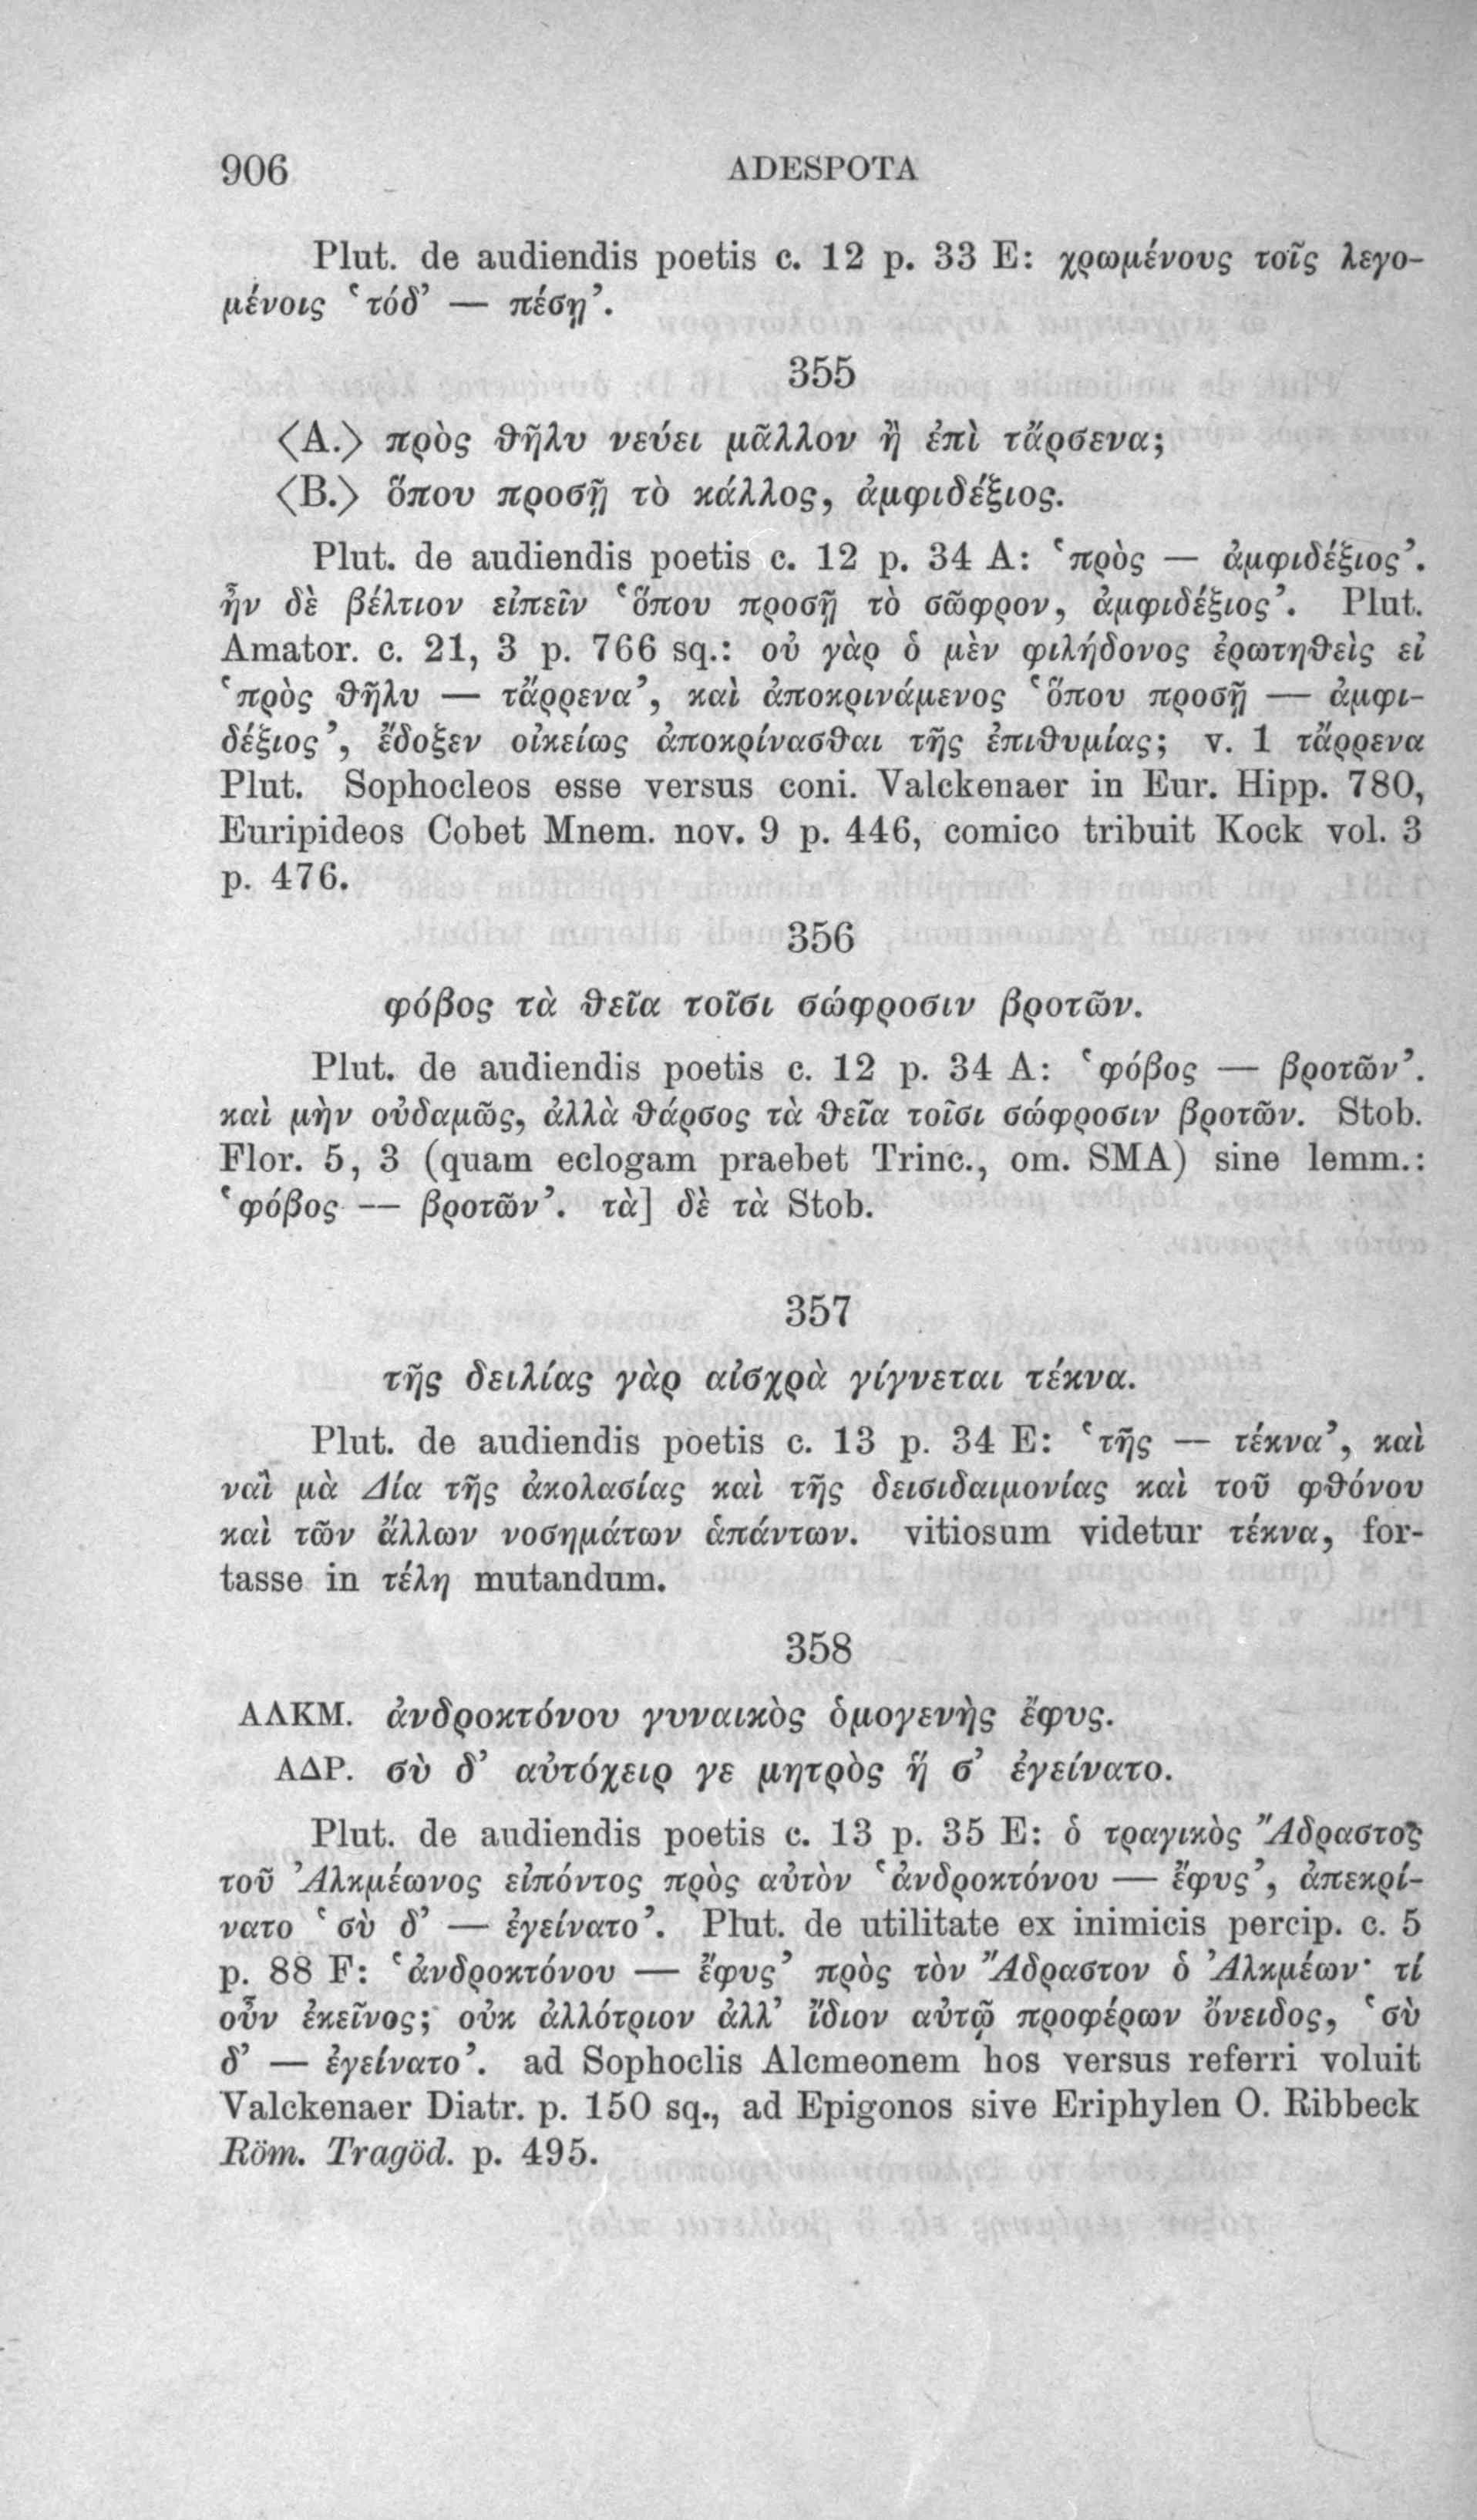 906 ADESPOTA
Plut. de audiendis poetis c. 12 p. 33 E: χρωμένους τοῖς λεγο-
μένοις ‘τόδ’ — πέσῃ’.
355
⟨Α.⟩ πρὸς θῆλυ νεύει μᾶλλον ἢ ἐπὶ τἄρσενα;
⟨Β.⟩ ὅπου προσῇ τὸ κάλλος, ἀμφιδέξιος.
Plut. de audiendis poetis c. 12 p. 34 A: ‘πρὸς — ἀμφιδέξιος’.
ἦν δὲ βέλτιον εἰπεῖν ‘ὅπου προσῇ τὸ σῶφρον, ἀμφιδέξιος’. Plut.
Amator. c. 21, 3 p. 766 sq.: οὐ γὰρ ὁ μὲν φιλήδονος ἐρωτηθεὶς εἰ
‘πρὸς θῆλυ — τἄρρενα’, καὶ ἀποκρινάμενος ‘ὅπου προσῇ — ἀμφι-
δέξιος’, ἔδοξεν οἰκείως ἀποκρίνασθαι τῆς ἐπιθυμίας; v. 1 τἄρρενα
Plut. Sophocleos esse versus coni. Valckenaer in Eur. Hipp. 780,
Euripideos Cobet Mnem. nov. 9 p. 446, comico tribuit Kock vol. 3
p. 476.
356
φόβος τὰ θεῖα τοῖσι σώφροσιν βροτῶν.
Plut. de audiendis poetis c. 12 p. 34 A: ‘φόβος — βροτῶν’.
καὶ μὴν οὐδαμῶς, ἀλλὰ θάρσος τὰ θεῖα τοῖσι σώφροσιν βροτῶν. Stob.
Flor. 5, 3 (quam eclogam praebet Trinc., om. SMA) sine lemm.:
‘φόβος — βροτῶν’. τὰ] δὲ τὰ Stob.
357
τῆς δειλίας γὰρ αἰσχρὰ γίγνεται τέκνα.
Plut. de audiendis poetis c. 13 p. 34 E: ‘τῆς — τέκνα’, καὶ
ναὶ μὰ Δία τῆς ἀκολασίας καὶ τῆς δεισιδαιμονίας καὶ τοῦ φθόνου
καὶ τῶν ἄλλων νοσημάτων ἁπάντων. vitiosum videtur τέκνα, for-
tasse in τέλη mutandum.
358
ΑΛΚΜ. ἀνδροκτόνου γυναικὸς ὁμογενὴς ἔφυς.
ΑΔΡ. σὺ δ’ αὐτόχειρ γε μητρὸς ἥ σ’ ἐγείνατο.
Plut. de audiendis poetis c. 13 p. 35 E: ὁ τραγικὸς Ἄδραστος
τοῦ Ἀλκμέωνος εἰπόντος πρὸς αὐτὸν ‘ἀνδροκτόνου — ἔφυς’, ἀπεκρί-
νατο ‘σὺ δ’ — ἐγείνατο’. Plut. de utilitate ex inimicis percip. c. 5
p. 88 F: ‘ἀνδροκτόνου — ἔφυς’ πρὸς τὸν Ἄδραστον ὁ Ἀλκμέων· τί
οὖν ἐκεῖνος; οὐκ ἀλλότριον ἀλλ’ ἴδιον αὐτῷ προφέρων ὄνειδος, ‘σὺ
δ’ — ἐγείνατο’. ad Sophoclis Alcmeonem hos versus referri voluit
Valckenaer Diatr. p. 150 sq., ad Epigonos sive Eriphylen O. Ribbeck
Röm. Tragöd. p. 495.